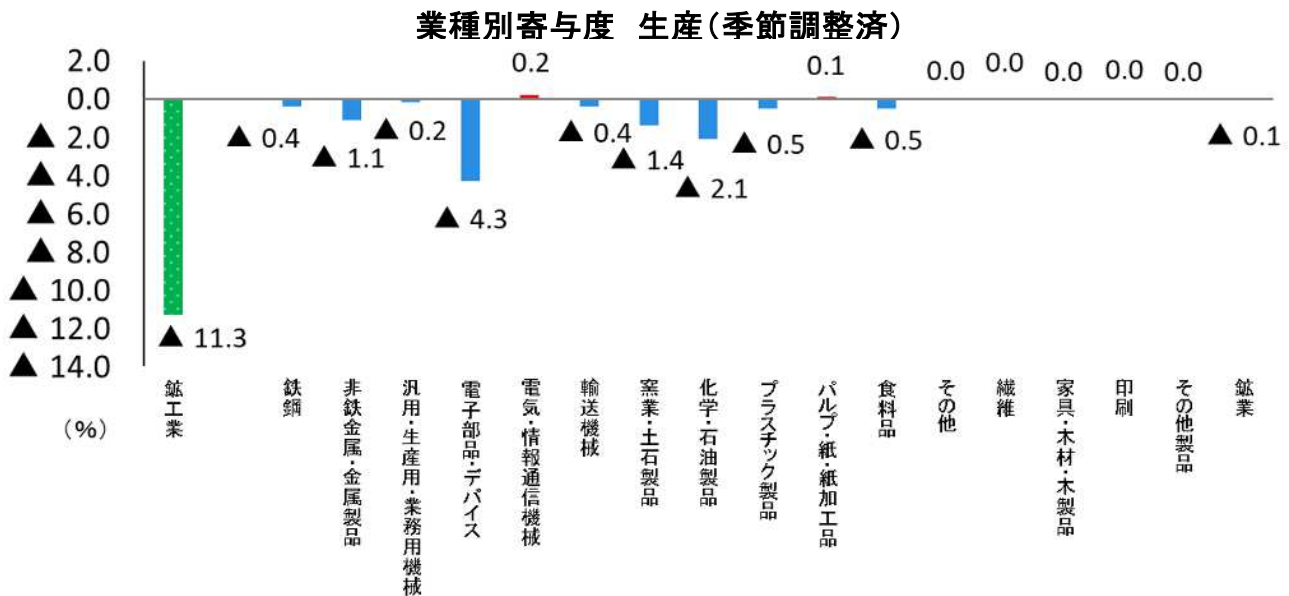 業種別寄与度 生産(季節調整済)
2.0
0.0
▲ 2.0
▲ 4.0
▲ 6.0
▲ 8.0
▲ 10.0
▲ 12.0
▲ 14.0
(%)
▲ 11.3
▲ 0.4
▲ 1.1
▲ 0.2
▲ 4.3
0.2
▲ 0.4
▲ 1.4
▲ 2.1
▲ 0.5
0.1
▲ 0.5
0.0
0.0
0.0
0.0
0.0
▲ 0.1
鉱工業
鉄鋼
非鉄金属・金属製品
汎用・生産用・業務用機械
電子部品・デバイス
電気・情報通信機械
輸送機械
窯業・土石製品
化学・石油製品
プラスチック製品
パルプ・紙・紙加工品
食料品
その他
繊維
家具・木材・木製品
印刷
その他製品
鉱業